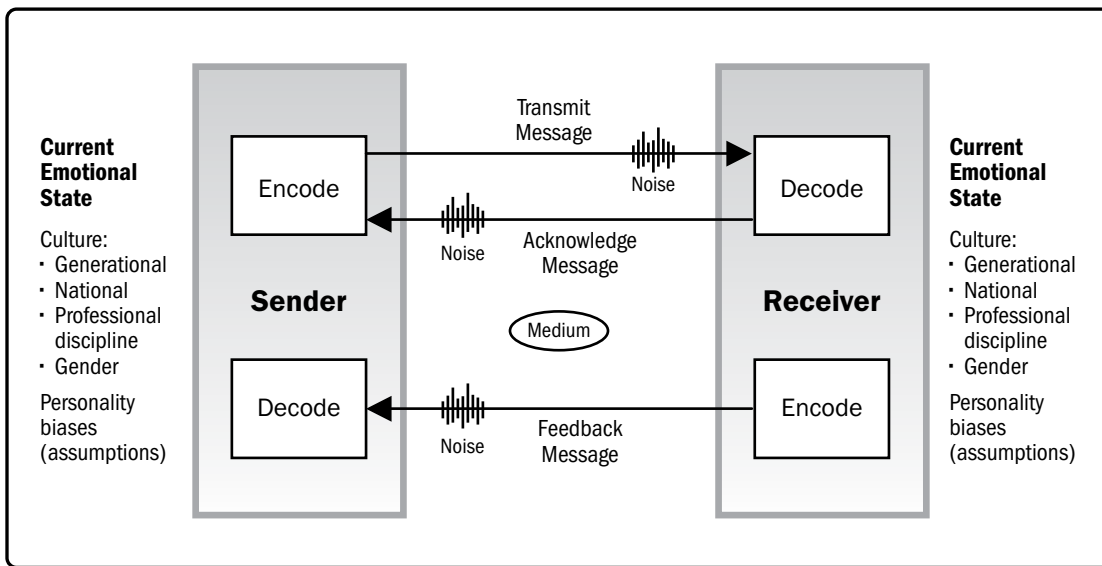 Current
Emotional
State
Culture:
· Generational
· National
· Professional
discipline
· Gender
Personality
biases
(assumptions)
Encode
Sender
Decode
Transmit
Message
Noise
Noise
Acknowledge
Message
Medium
Noise
Feedback
Message
Decode
Receiver
Encode
Current
Emotional
State
Culture:
· Generational
· National
· Professional
discipline
· Gender
Personality
biases
(assumptions)